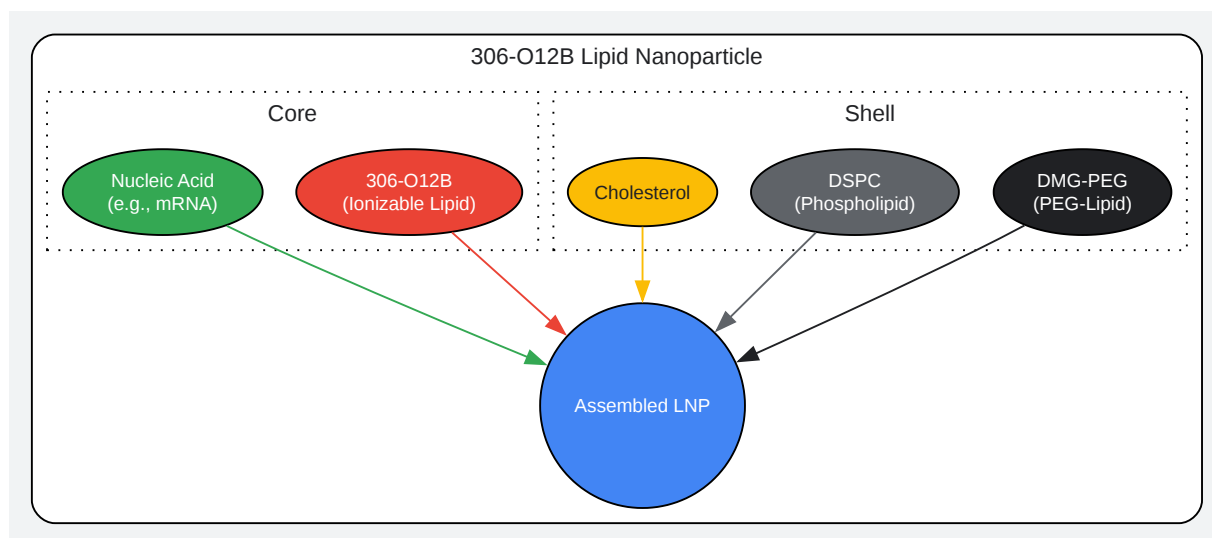 306-O12B Lipid Nanoparticle
Core
Shell
Nucleic Acid
(e.g., mRNA)
306-O12B
(Ionizable Lipid)
Cholesterol
DSPC
(Phospholipid)
DMG-PEG
(PEG-Lipid)
Assembled LNP